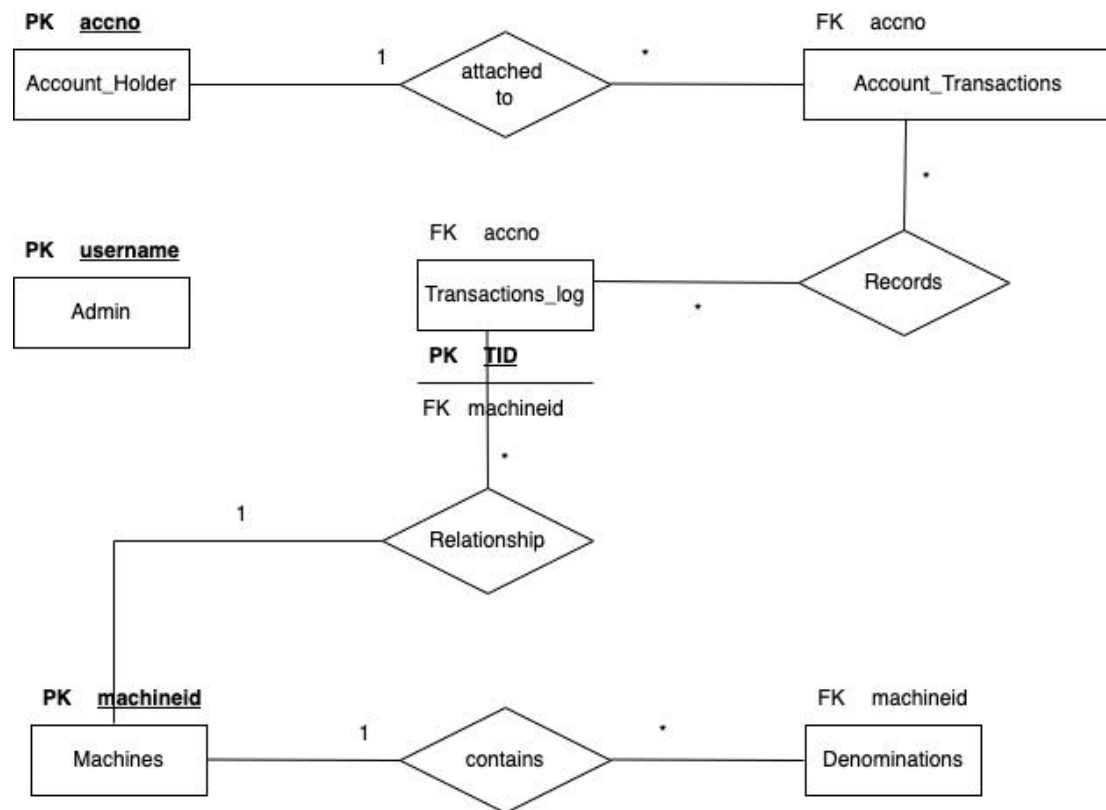 PK accno
FK accno
Account_Holder
1
attached
to
*
Account_Transactions
*
PK username
FK accno
Admin
Transactions_log
*
Records
PK TID
FK machineid
*
1
Relationship
PK machineid
FK machineid
Machines
1
contains
*
Denominations